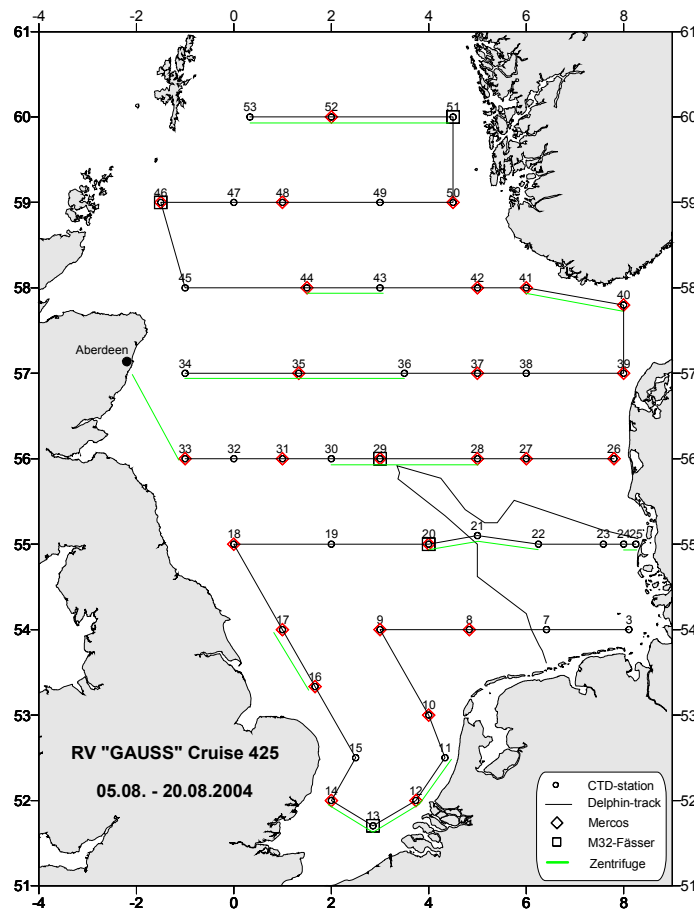 -4 -2 0 2 4 6 8
61 61
53 52 51
60 60
46 47 48 49 50
59 59
45 44 43 42 41
58 58
40
Aberdeen
34 35 36 37 38 39
57 57
33 32 31 30 29 28 27 26
56 56
21
18 19 20 22 23 24 25
55 55
17 9 8 7 3
54 54
16
53 53
10
15 11
RV "GAUSS" Cruise 425
05.08. - 20.08.2004
14 12
52 52
13
CTD-station
Delphin-track
Mercos
M32-Fässer
Zentrifuge
51 51
-4 -2 0 2 4 6 8